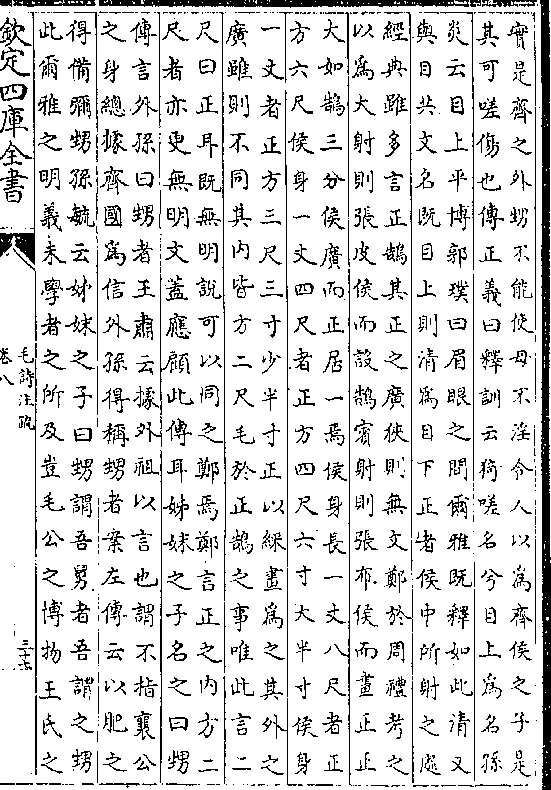 實是齊之外甥不能使母不淫令人以為齊侯之子是
其可嗟傷也傳正義曰釋訓云猗嗟名兮目上為名孫
炎云目上平博郭璞曰眉眼之間爾雅既釋如此清又
與目共文名既目上則清為目下正者侯中所射之處
經典雖多言正鵠其正之廣狹則無文鄭於周禮考之
以為大射則張皮侯而設鵠賓射則張布侯而畫正正
大如鵠三分侯廣而正居一焉侯身長一丈八尺者正
方六尺侯身一丈四尺者正方四尺六寸大半寸侯身
一丈者正方三尺三寸少半寸正以綵畫為之其外之
廣雖則不同其內皆方二尺毛於正鵠之事唯此言二
尺曰正耳既無明說可以同之鄭焉鄭言正之內方二
尺者亦更無明文蓋應顧此傳耳姊妹之子名之曰甥
傳言外孫曰甥者王肅云據外祖以言也謂不指襄公
之身總據齊國為信外孫得稱甥者案左傳云以肥之
得備彌甥孫毓云姊妹之子曰甥謂吾舅者吾謂之甥
此爾雅之明義未學者之所及豈毛公之博物王氏之
欽定四庫全書
毛詩注疏
卷八
三十六